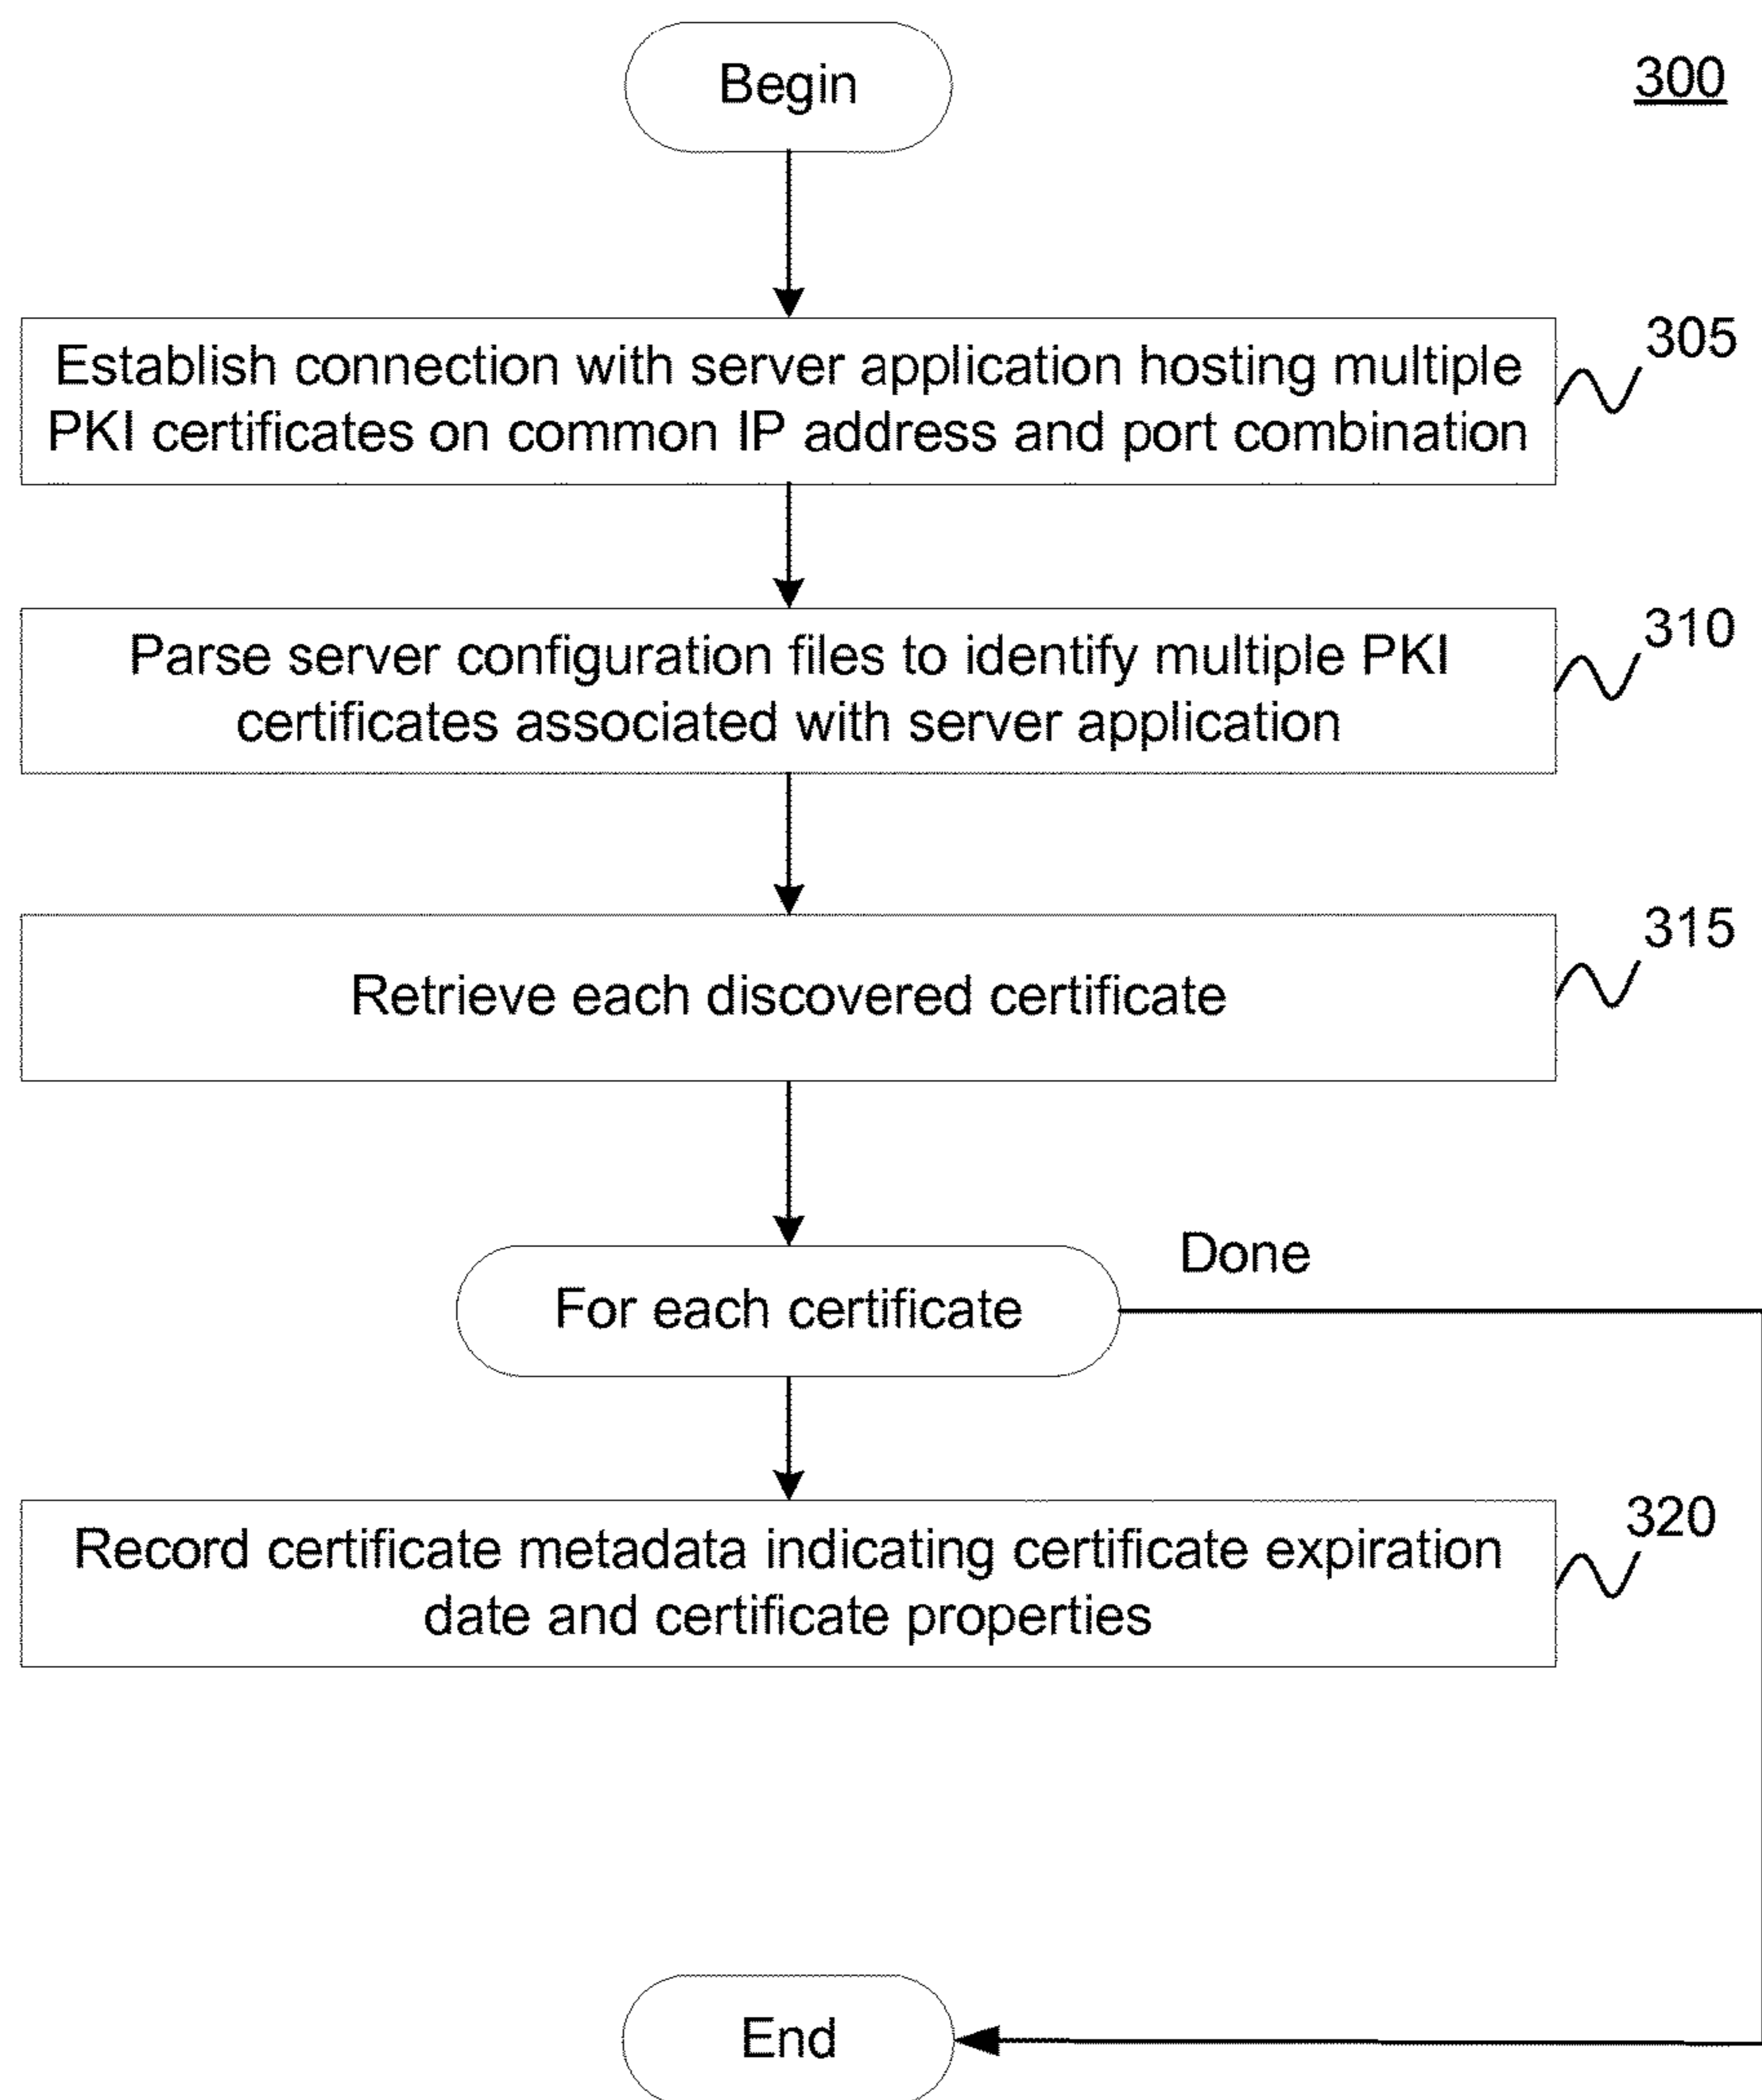 Begin
300
Establish connection with server application hosting multiple
PKI certificates on common IP address and port combination
305
Parse server configuration files to identify multiple PKI
certificates associated with server application
310
Retrieve each discovered certificate
315
For each certificate
Done
Record certificate metadata indicating certificate expiration
date and certificate properties
320
End